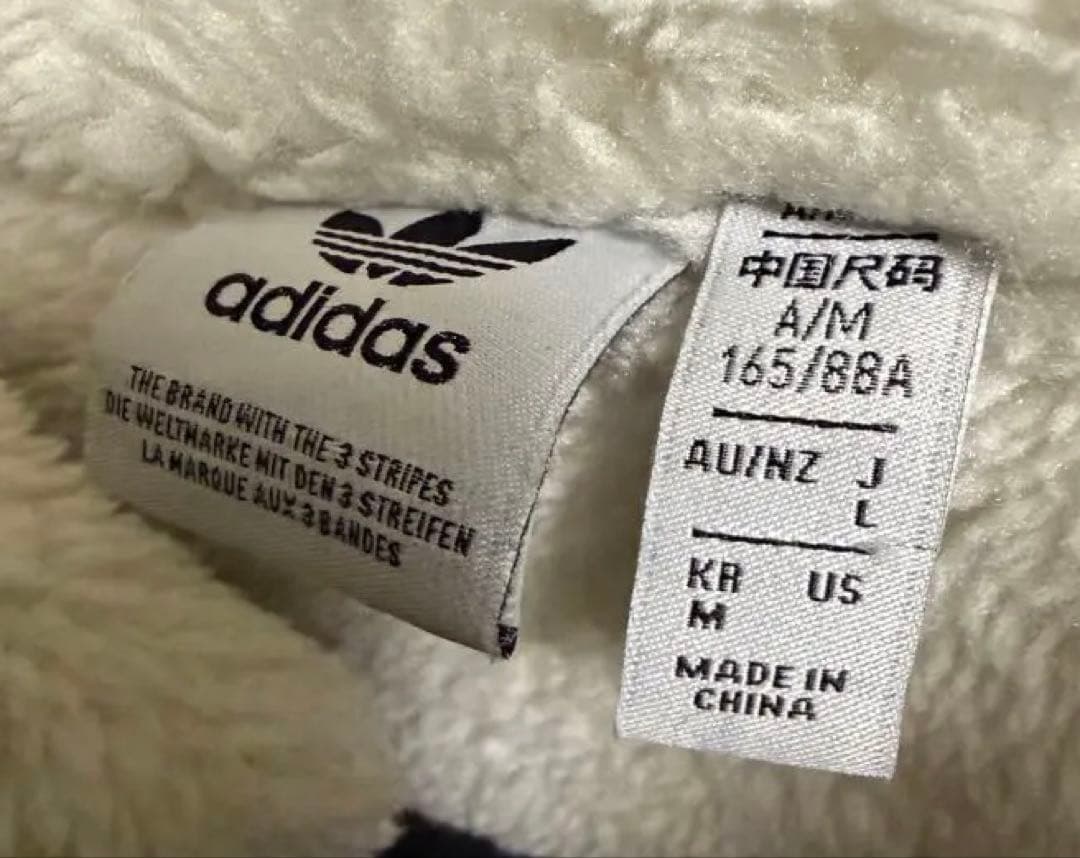 adidas
THE BRAND WITH THE 3 STRIPES
DIE WELTMARKE MIT DEN 3 STREIFEN
LA MARQUE AUX 3 BANDES
中国尺码
A/M
165/88A
AU/NZ J
L
KR US
M
MADE IN
CHINA